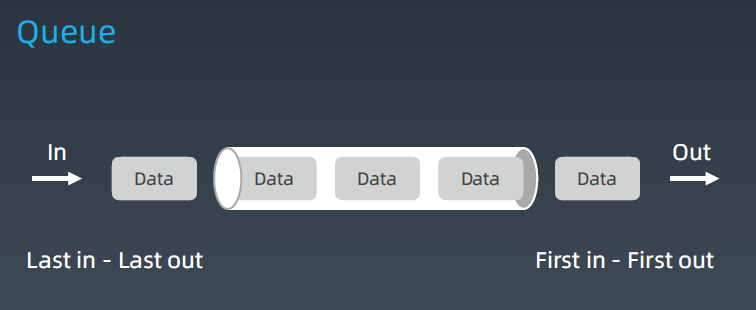 Queue
In
Out
Data
Data
Data
Data
Data
Last in - Last out
First in - First out